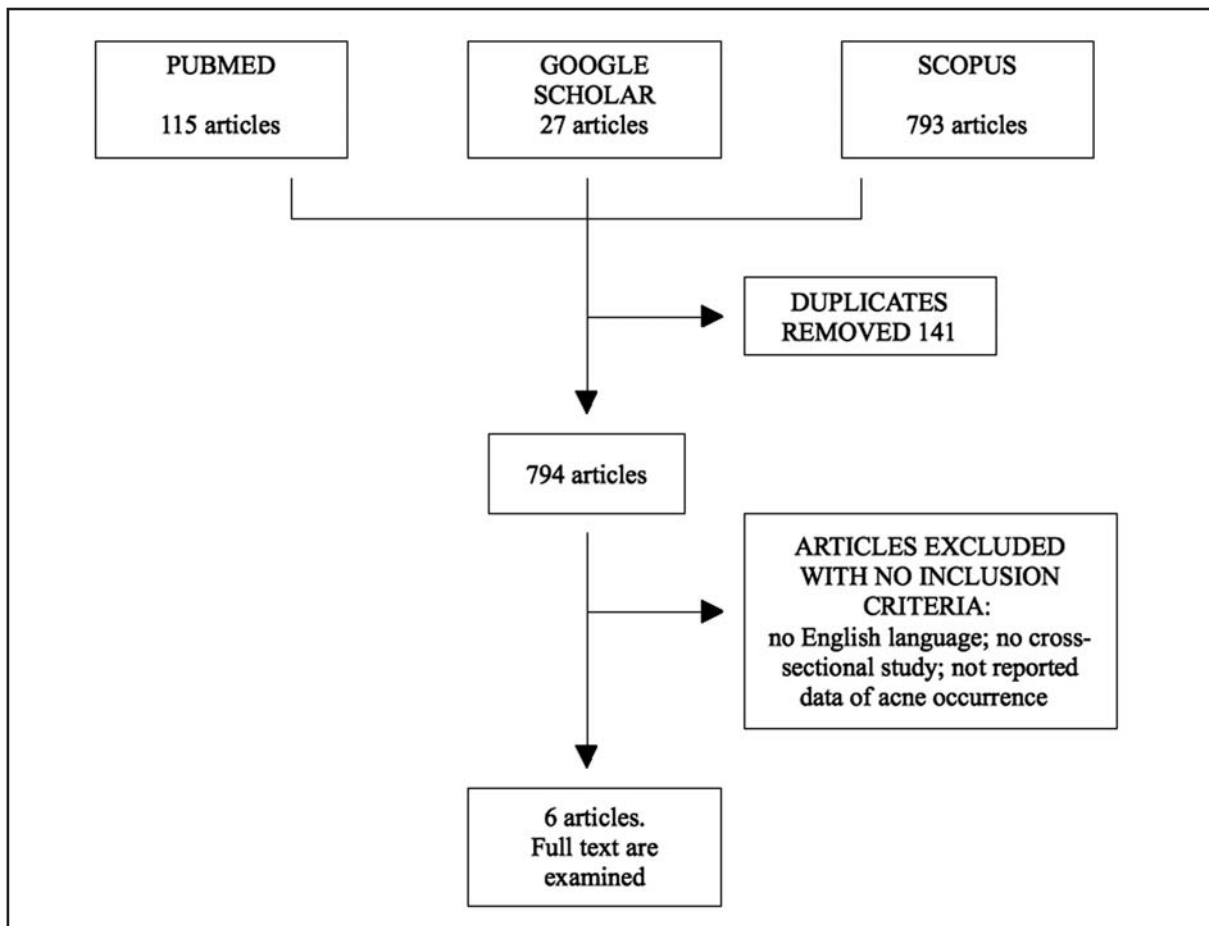 PUBMED
115 articles
GOOGLE
SCHOLAR
27 articles
SCOPUS
793 articles
DUPLICATES
REMOVED 141
794 articles
ARTICLES EXCLUDED
WITH NO INCLUSION
CRITERIA:
no English language; no cross-
sectional study; not reported
data of acne occurrence
6 articles.
Full text are
examined